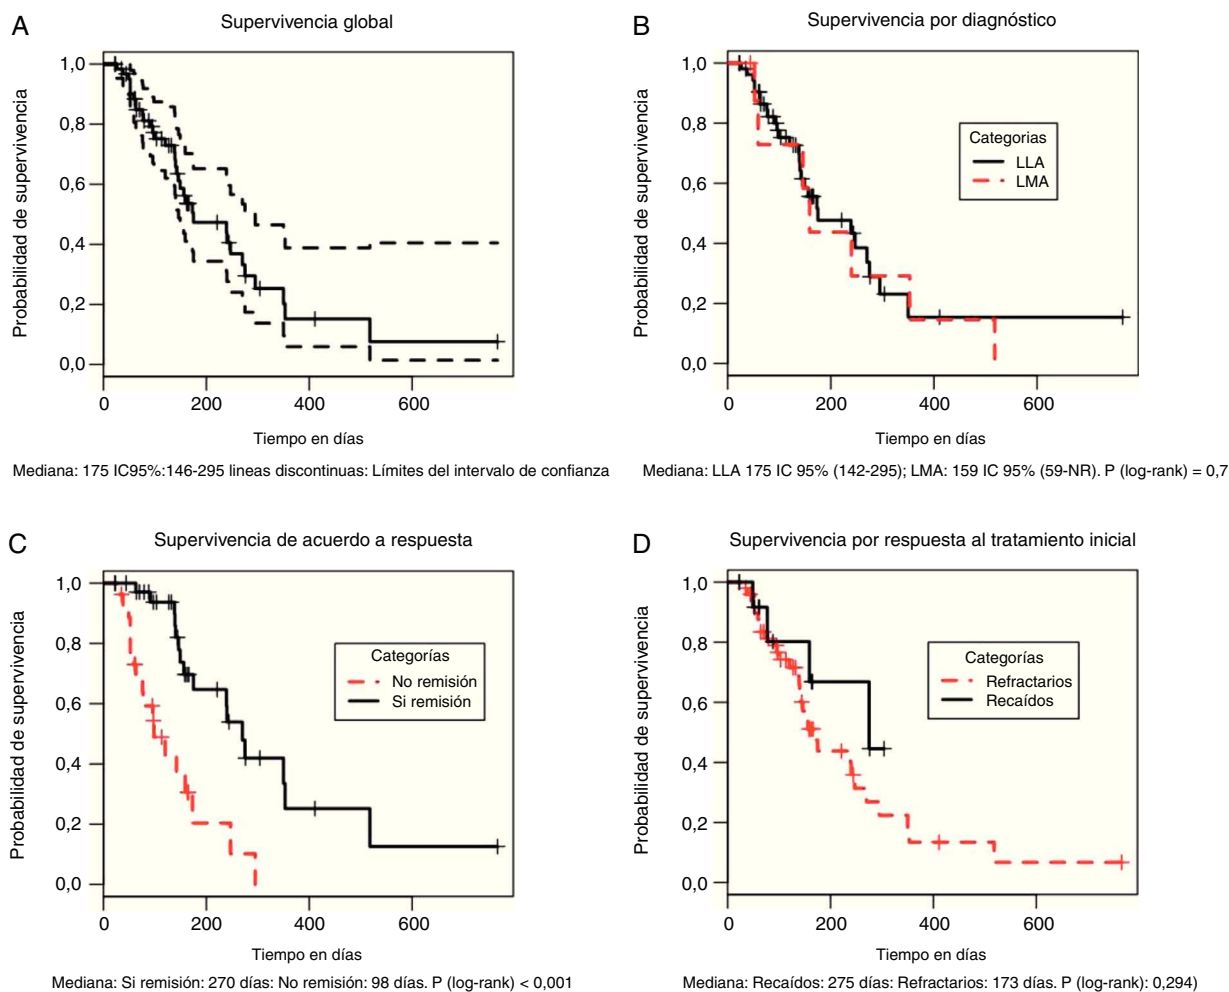 A
Supervivencia global
Probabilidad de supervivencia
1,0
0,8
0,6
0,4
0,2
0,0
0 200 400 600
Tiempo en días
Mediana: 175 IC95%:146-295 lineas discontinuas: Límites del intervalo de confianza
B
Supervivencia por diagnóstico
Probabilidad de supervivencia
1,0
0,8
0,6
0,4
0,2
0,0
Categorias
LLA
LMA
0 200 400 600
Tiempo en días
Mediana: LLA 175 IC 95% (142-295); LMA: 159 IC 95% (59-NR). P (log-rank) = 0,7
C
Supervivencia de acuerdo a respuesta
Probabilidad de supervivencia
1,0
0,8
0,6
0,4
0,2
0,0
Categorías
No remisión
Si remisión
0 200 400 600
Tiempo en días
Mediana: Si remisión: 270 días: No remisión: 98 días. P (log-rank) < 0,001
D
Supervivencia por respuesta al tratamiento inicial
Probabilidad de supervivencia
1,0
0,8
0,6
0,4
0,2
0,0
Categorías
Refractarios
Recaídos
0 200 400 600
Tiempo en días
Mediana: Recaídos: 275 días: Refractarios: 173 días. P (log-rank): 0,294)